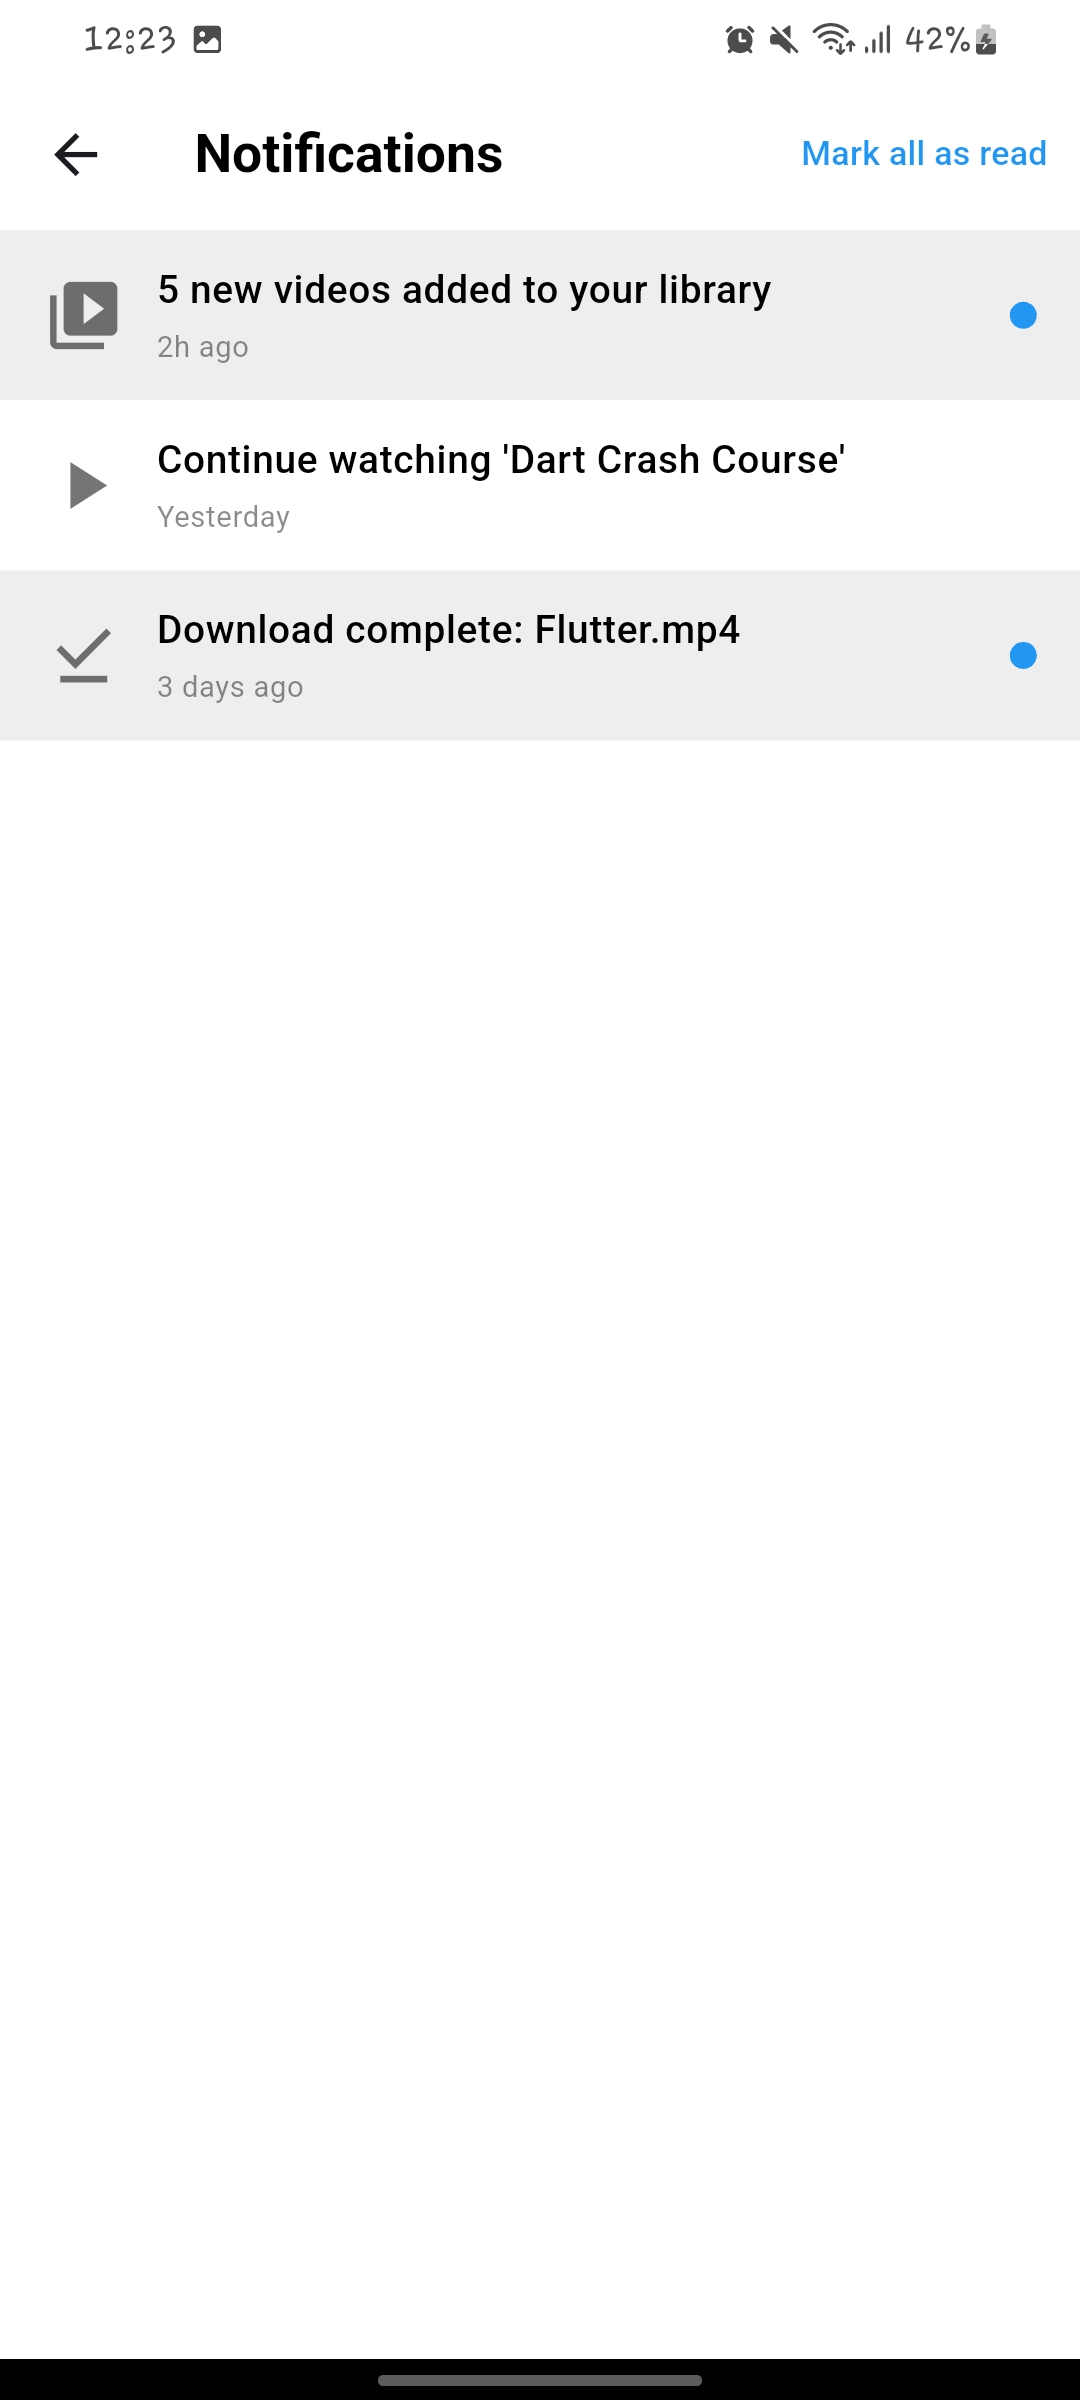 12:23 42%
Notifications Mark all as read
5 new videos added to your library
2h ago
Continue watching 'Dart Crash Course'
Yesterday
Download complete: Flutter.mp4
3 days ago